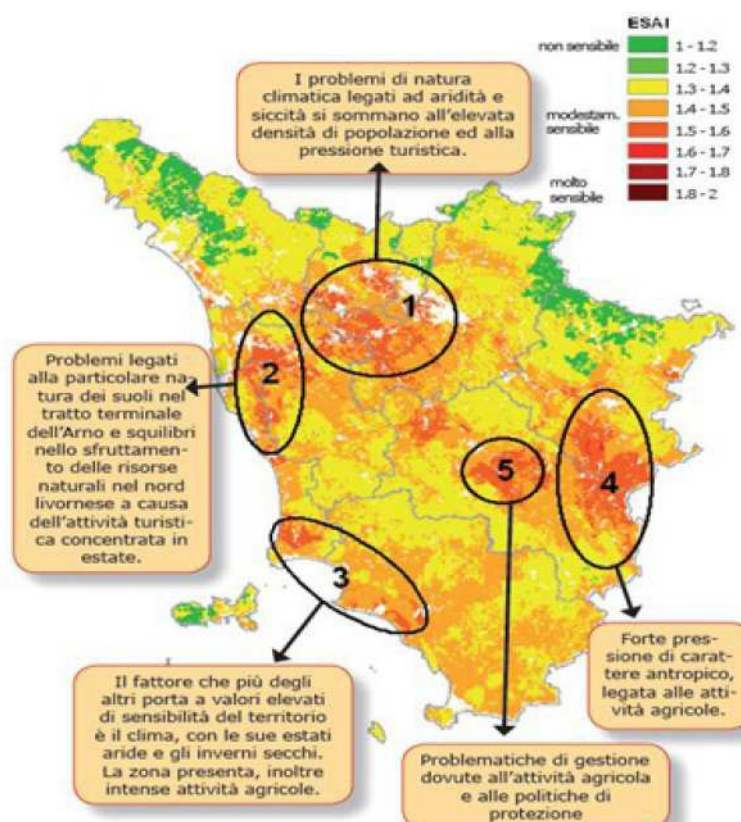 ESAI
non sensibile
1 - 1.2
1.2 - 1.3
1.3 - 1.4
modestam.
sensibile
1.4 - 1.5
1.5 - 1.6
1.6 - 1.7
molto
sensibile
1.7 - 1.8
1.8 - 2
I problemi di natura
climatica legati ad aridità e
siccità si sommano all'elevata
densità di popolazione ed alla
pressione turistica.
1
2
Problemi legati
alla particolare na-
tura dei suoli nel
tratto terminale
dell'Arno e squilibri
nello sfruttamen-
to delle risorse
naturali nel nord
livornese a causa
dell'attività turisti-
ca concentrata in
estate.
5
4
3
Forte pres-
sione di carat-
tere antropico,
legata alle atti-
vità agricole.
Il fattore che più degli
altri porta a valori elevati
di sensibilità del territorio
è il clima, con le sue estati
aride e gli inverni secchi.
La zona presenta, inoltre
intense attività agricole.
Problematiche di gestione
dovute all'attività agricola
e alle politiche di
protezione